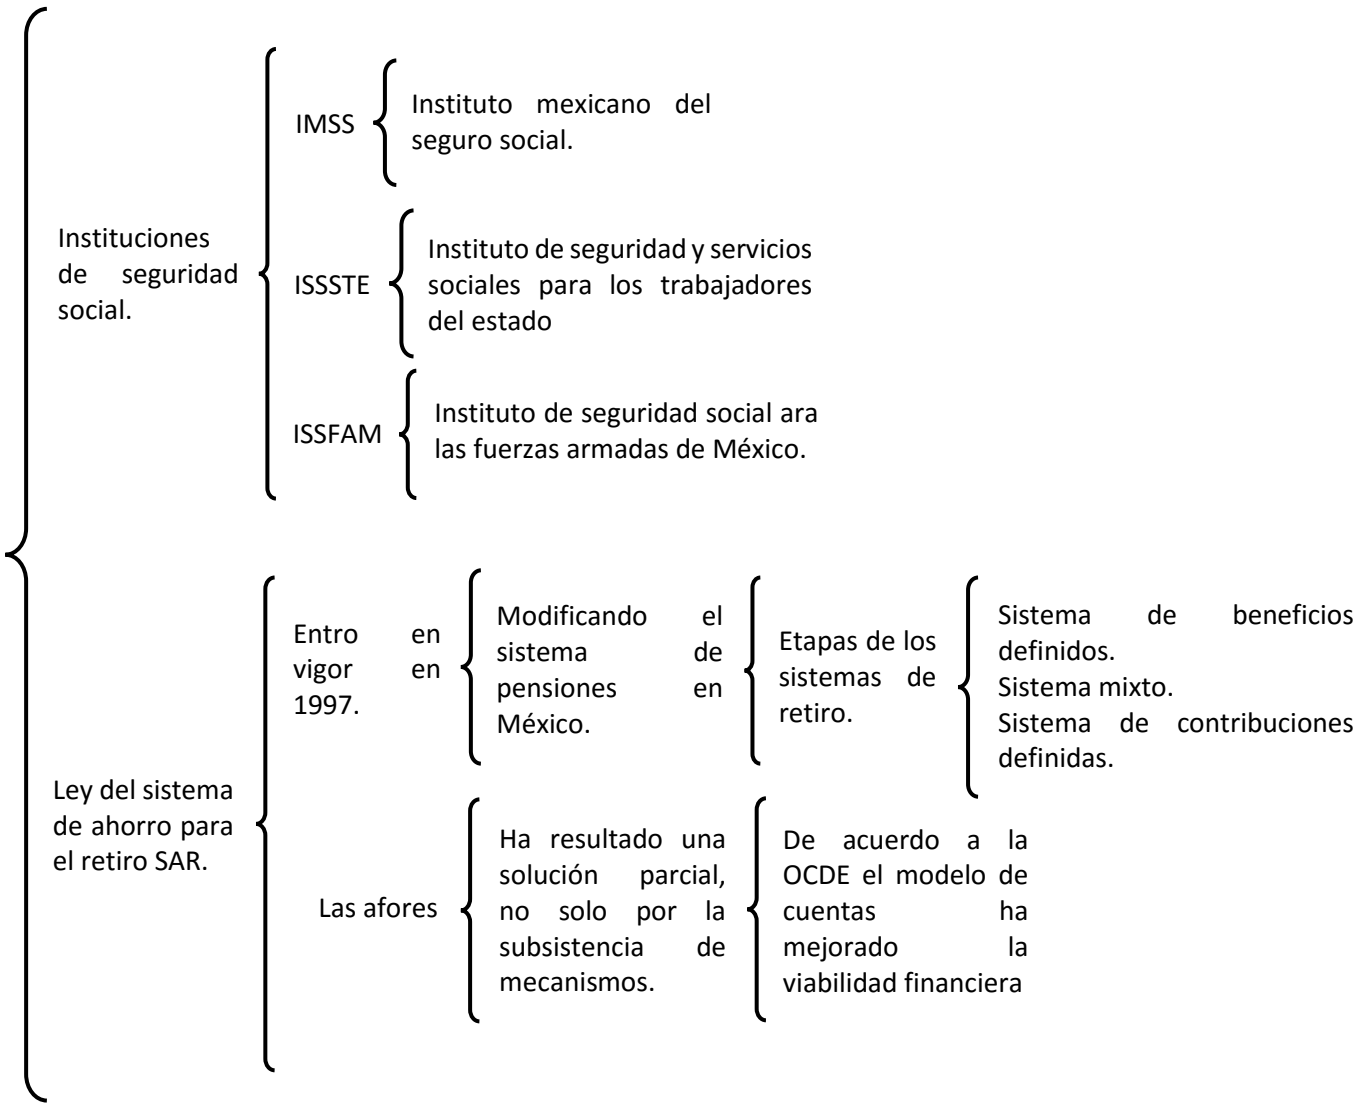 Instituciones
de seguridad
social.
IMSS
Instituto mexicano del
seguro social.
ISSSTE
Instituto de seguridad y servicios
sociales para los trabajadores
del estado
ISSFAM
Instituto de seguridad social ara
las fuerzas armadas de México.
Ley del sistema
de ahorro para
el retiro SAR.
Entro en
vigor en
1997.
Modificando el
sistema de
pensiones en
México.
Etapas de los
sistemas de
retiro.
Sistema de beneficios
definidos.
Sistema mixto.
Sistema de contribuciones
definidas.
Las afores
Ha resultado una
solución parcial,
no solo por la
subsistencia de
mecanismos.
De acuerdo a la
OCDE el modelo de
cuentas ha
mejorado la
viabilidad financiera